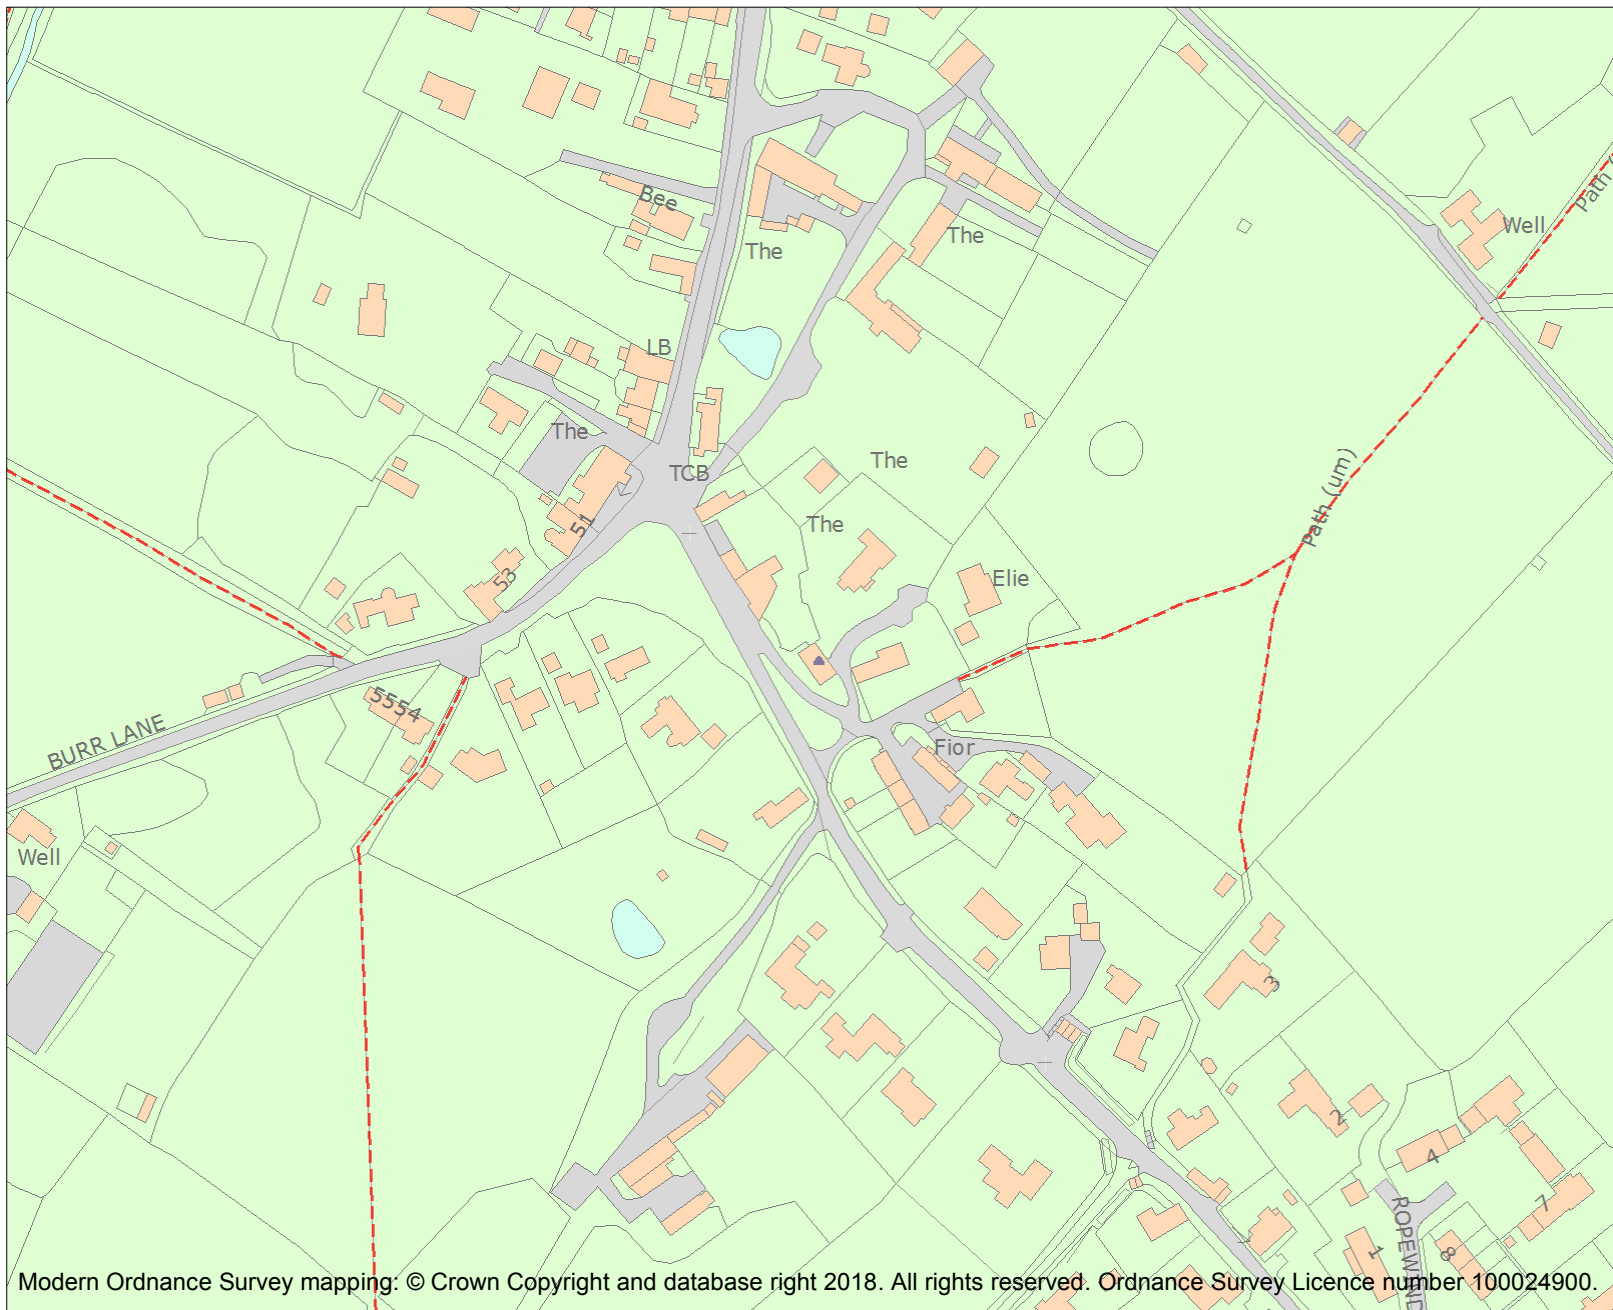 Bee
The
The
Well
Path
LB
The
TCB
The
The
51
53
Elie
Path (um)
5554
BURR LANE
Fior
Well
3
2
4
7
ROPEWIND
1
8
Modern Ordnance Survey mapping: © Crown Copyright and database right 2018. All rights reserved. Ordnance Survey Licence number 100024900.